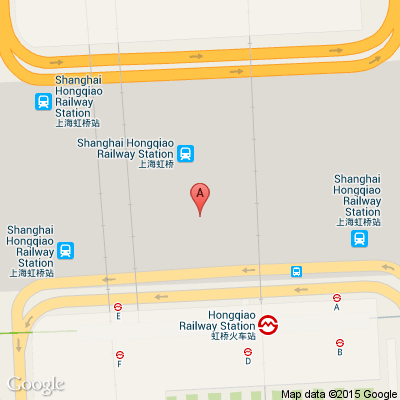 Shanghai
Hongqiao
Railway
Station
上海虹桥站
Shanghai Hongqiao
Railway Station
上海虹桥
A
Shanghai
Hongqiao
Railway
Station
上海虹桥站
Shanghai
Hongqiao
Railway
Station
上海虹桥站
E
Hongqiao
Railway Station
虹桥火车站
A
B
F
D
Google
Map data ©2015 Google